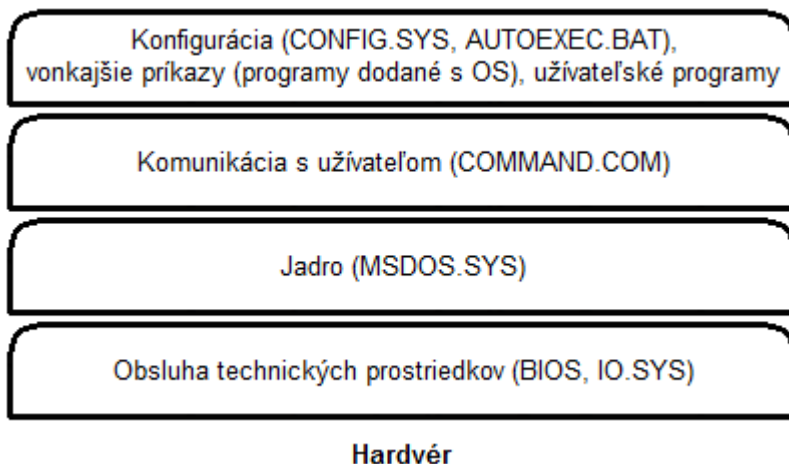 Konfigurácia (CONFIG.SYS, AUTOEXEC.BAT),
vonkajšie príkazy (programy dodané s OS), užívateľské programy
Komunikácia s užívateľom (COMMAND.COM)
Jadro (MSDOS.SYS)
Obsluha technických prostriedkov (BIOS, IO.SYS)
Hardvér